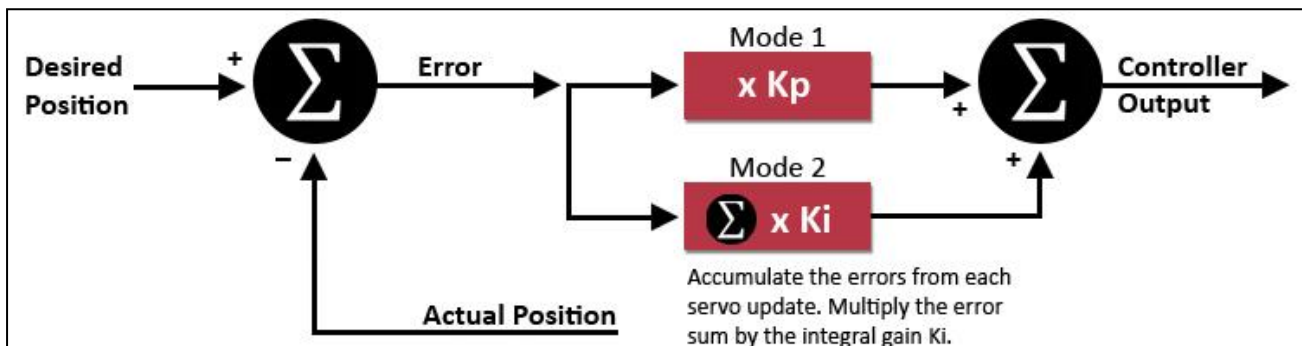 Desired
Position
+
Σ
−
Error
Mode 1
x Kp
Mode 2
Σ x Ki
Accumulate the errors from each
servo update. Multiply the error
sum by the integral gain Ki.
+
+
Σ
Controller
Output
Actual Position